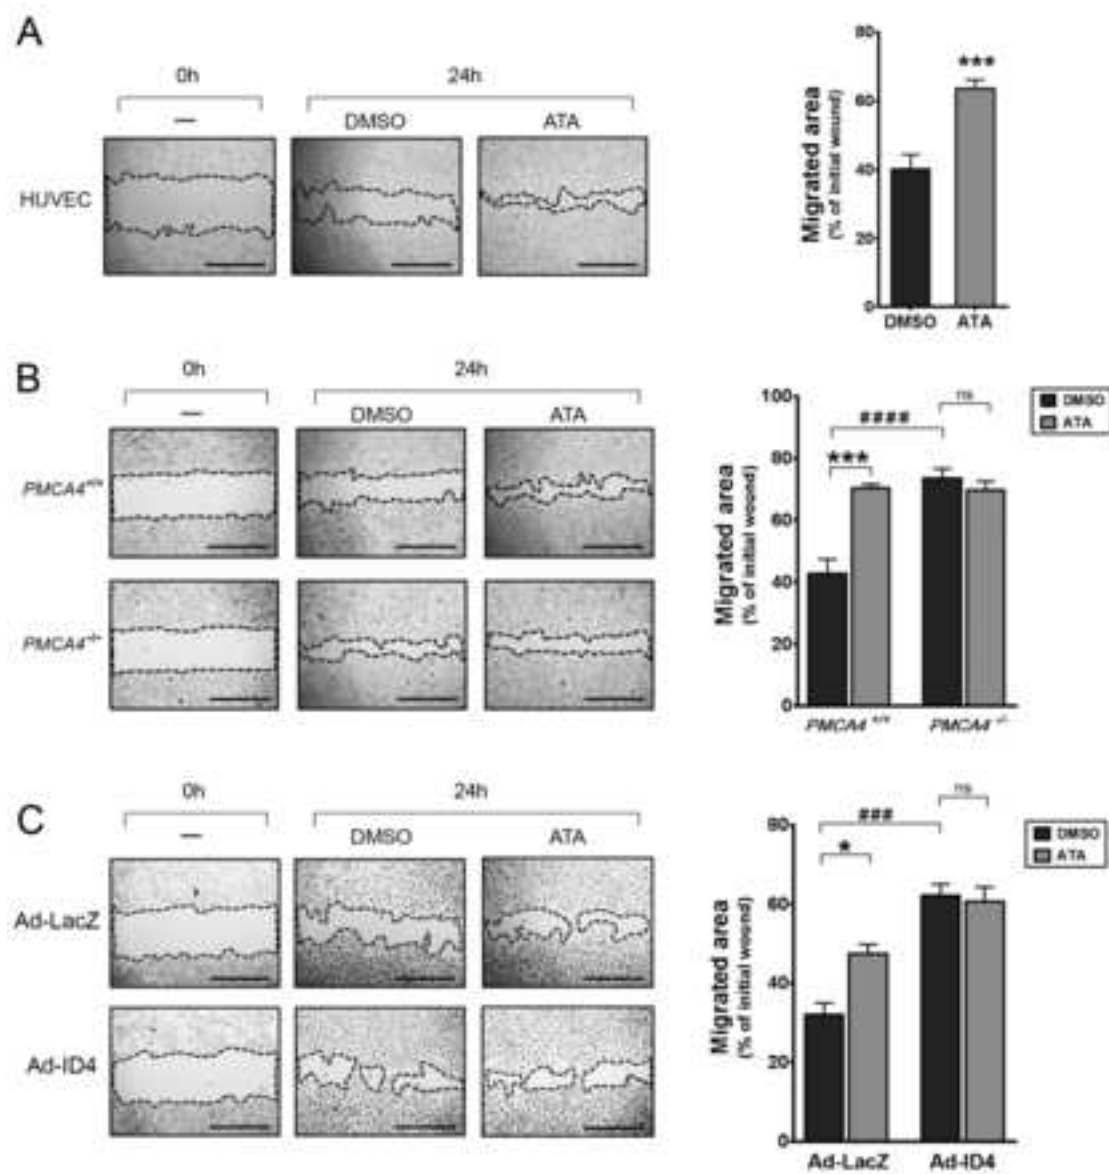 A
0h
24h
—
DMSO
ATA
HUVEC
Migrated area
(% of initial wound)
80
60
40
20
0
***
DMSO
ATA
B
0h
24h
—
DMSO
ATA
PMCA4+/+
PMCA4-/-
Migrated area
(% of initial wound)
100
80
60
40
20
0
***
####
ns
DMSO
ATA
PMCA4 +/+
PMCA4 -/-
C
0h
24h
—
DMSO
ATA
Ad-LacZ
Ad-ID4
Migrated area
(% of initial wound)
80
60
40
20
0
*
###
ns
DMSO
ATA
Ad-LacZ
Ad-ID4